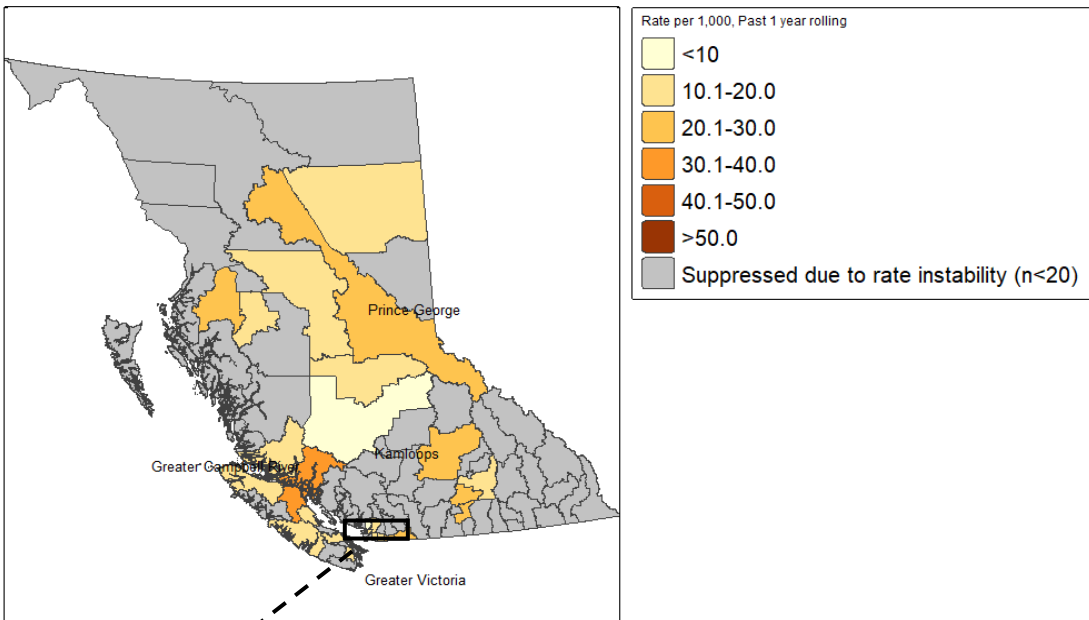 Rate per 1,000, Past 1 year rolling
<10
10.1-20.0
20.1-30.0
30.1-40.0
40.1-50.0
>50.0
Suppressed due to rate instability (n<20)
Prince George
Kamloops
Greater Campbell River
Greater Victoria